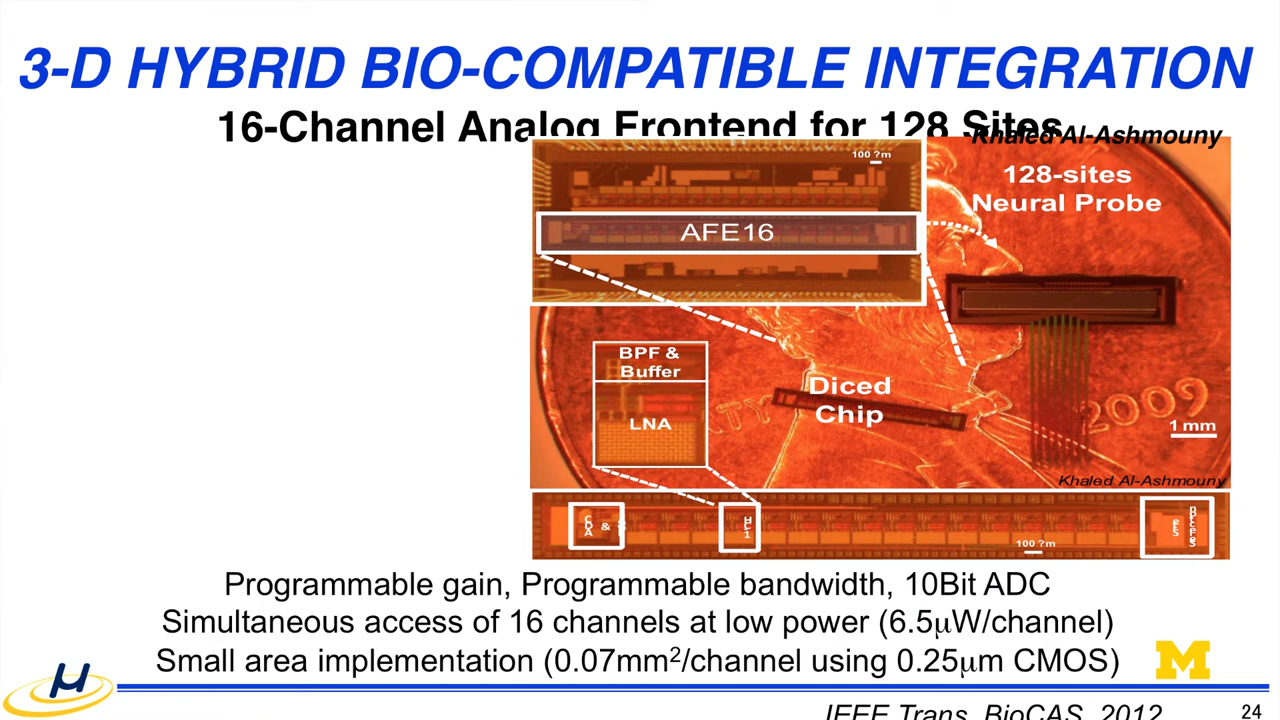 3-D HYBRID BIO-COMPATIBLE INTEGRATION
16-Channel Analog Frontend for 128 Sites
Khaled Al-Ashmouny
100 ?m
128-sites
Neural Probe
AFE16
BPF &
Buffer
LNA
Diced
Chip
2009
1 mm
Khaled Al-Ashmouny
100 ?m
Programmable gain, Programmable bandwidth, 10Bit ADC
Simultaneous access of 16 channels at low power (6.5μW/channel)
Small area implementation (0.07mm²/channel using 0.25μm CMOS)
μ
M
IEEE Trans. BioCAS, 2012
24